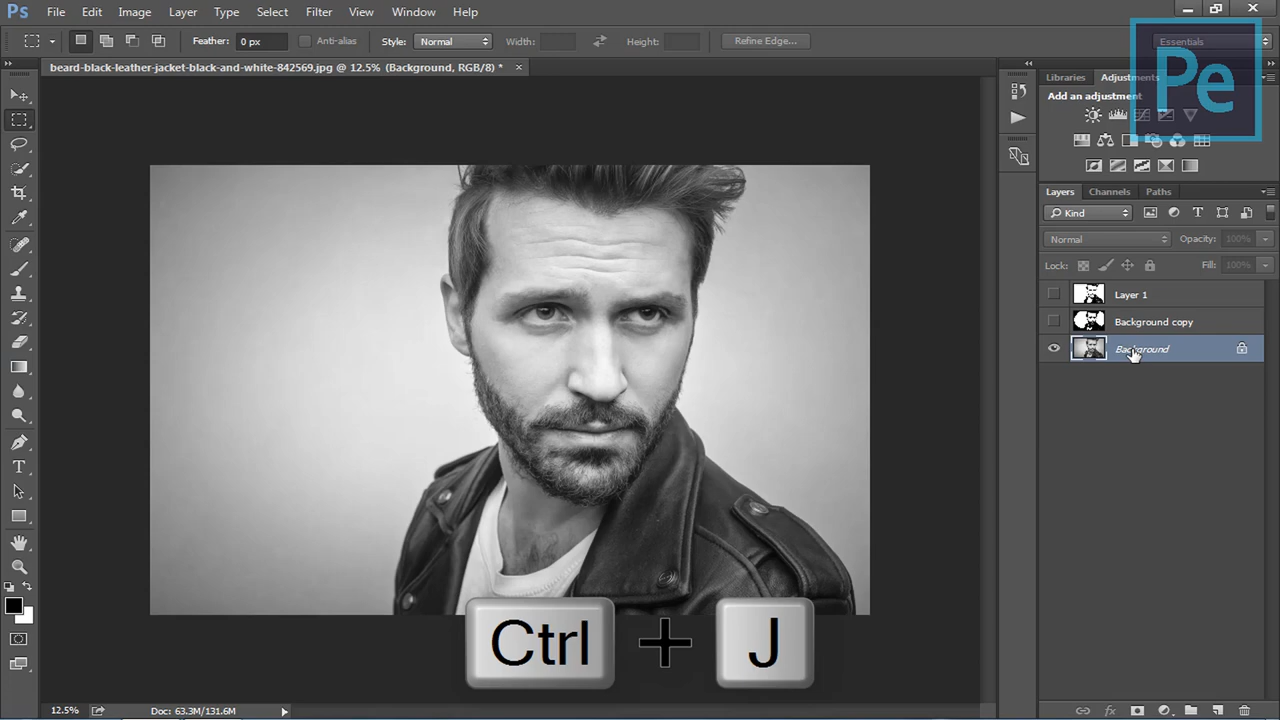 Ps File Edit Image Layer Type Select Filter View Window Help
Feather: 0 px Anti-alias Style: Normal Width: Height: Refine Edge... Essentials
beard-black-leather-jacket-black-and-white-842569.jpg @ 12.5% (Background, RGB/8) * ×
Libraries Adjustments
Pe
Add an adjustment
Layers Channels Paths
Kind
Normal Opacity: 100%
Lock: Fill: 100%
Layer 1
Background copy
Background
Ctrl + J
12.5% Doc: 63.3M/131.6M